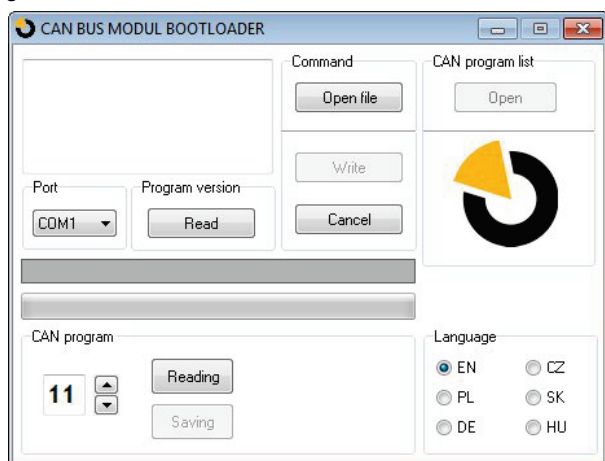 CAN BUS MODUL BOOTLOADER
Command
CAN program list
Open file
Open
Write
Port
Program version
COM1
Read
Cancel
CAN program
Language
11
Reading
Saving
EN
CZ
PL
SK
DE
HU